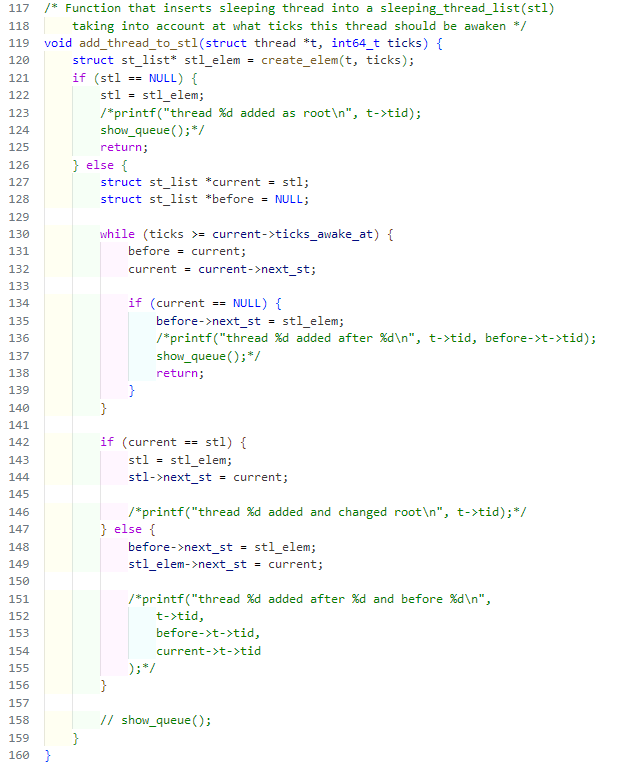 117 /* Function that inserts sleeping thread into a sleeping_thread_list(stl)
118     taking into account at what ticks this thread should be awaken */
119 void add_thread_to_stl(struct thread *t, int64_t ticks) {
120     struct st_list* stl_elem = create_elem(t, ticks);
121     if (stl == NULL) {
122         stl = stl_elem;
123         /*printf("thread %d added as root\n", t->tid);
124         show_queue();*/
125         return;
126     } else {
127         struct st_list *current = stl;
128         struct st_list *before = NULL;
129
130         while (ticks >= current->ticks_awake_at) {
131             before = current;
132             current = current->next_st;
133
134             if (current == NULL) {
135                 before->next_st = stl_elem;
136                 /*printf("thread %d added after %d\n", t->tid, before->t->tid);
137                 show_queue();*/
138                 return;
139             }
140         }
141
142         if (current == stl) {
143             stl = stl_elem;
144             stl->next_st = current;
145
146             /*printf("thread %d added and changed root\n", t->tid);*/
147         } else {
148             before->next_st = stl_elem;
149             stl_elem->next_st = current;
150
151             /*printf("thread %d added after %d and before %d\n",
152                 t->tid,
153                 before->t->tid,
154                 current->t->tid
155             );*/
156         }
157
158         // show_queue();
159     }
160 }